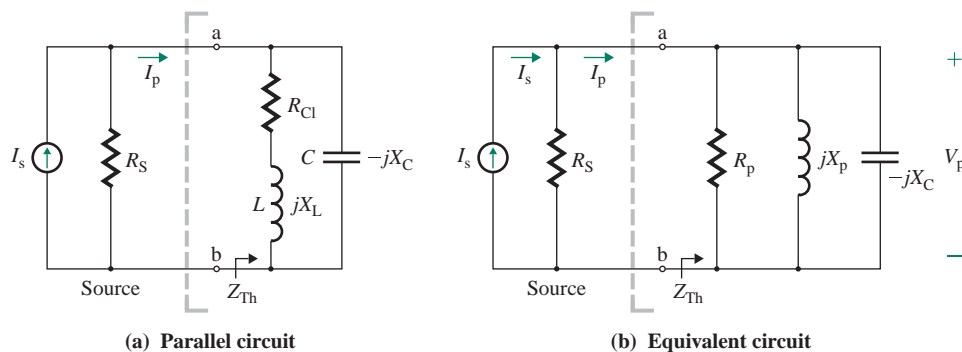 a
I_p
R_Cl
I_s
R_S
C
-jX_C
L
jX_L
b
Source
Z_Th
(a) Parallel circuit
a
I_s
I_p
+
I_s
R_S
R_p
jX_p
-jX_C
V_p
b
−
Source
Z_Th
(b) Equivalent circuit